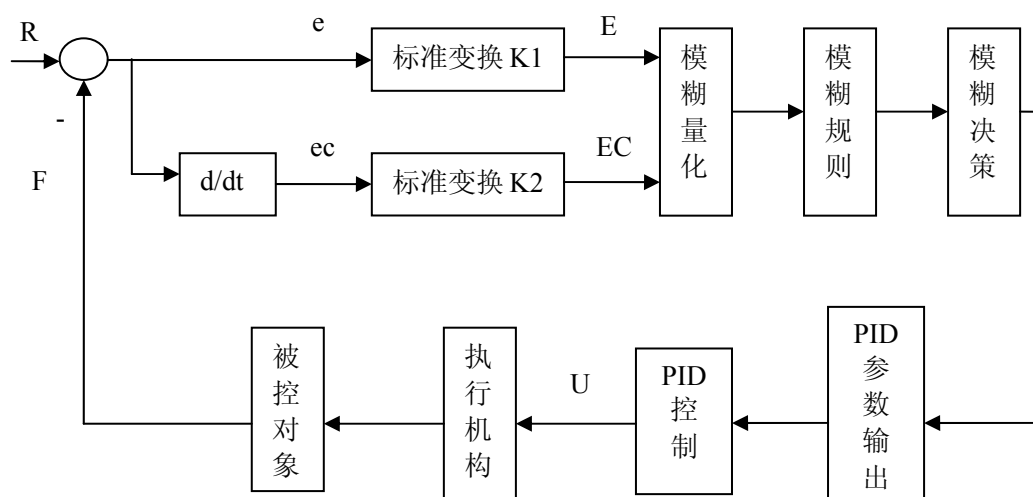 R
e
标准变换 K1
E
模糊量化
模糊规则
模糊决策
-
F
d/dt
ec
标准变换 K2
EC
被控对象
执行机构
U
PID
控制
PID
参数输出